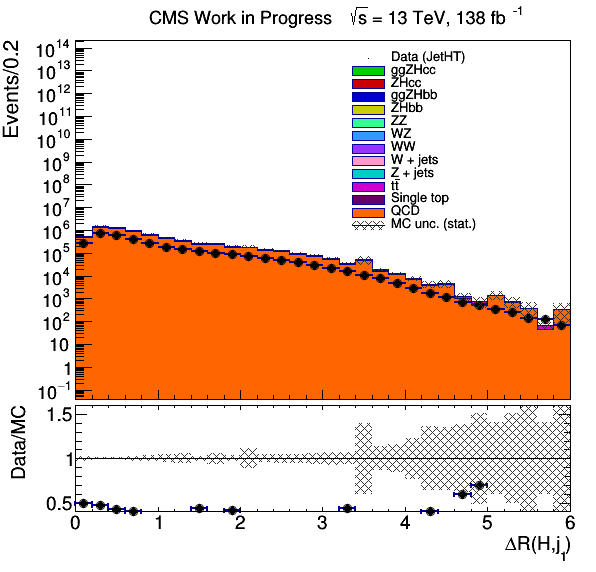 CMS Work in Progress √s = 13 TeV, 138 fb⁻¹
Events/0.2
10¹⁴
10¹³
10¹²
10¹¹
10¹⁰
10⁹
10⁸
10⁷
10⁶
10⁵
10⁴
10³
10²
10
1
10⁻¹
Data (JetHT)
ggZHcc
ZHcc
ggZHbb
ZHbb
ZZ
WZ
WW
W + jets
Z + jets
tt̄
Single top
QCD
MC unc. (stat.)
Data/MC
1.5
1
0.5
0 1 2 3 4 5 6
ΔR(H,j₁)